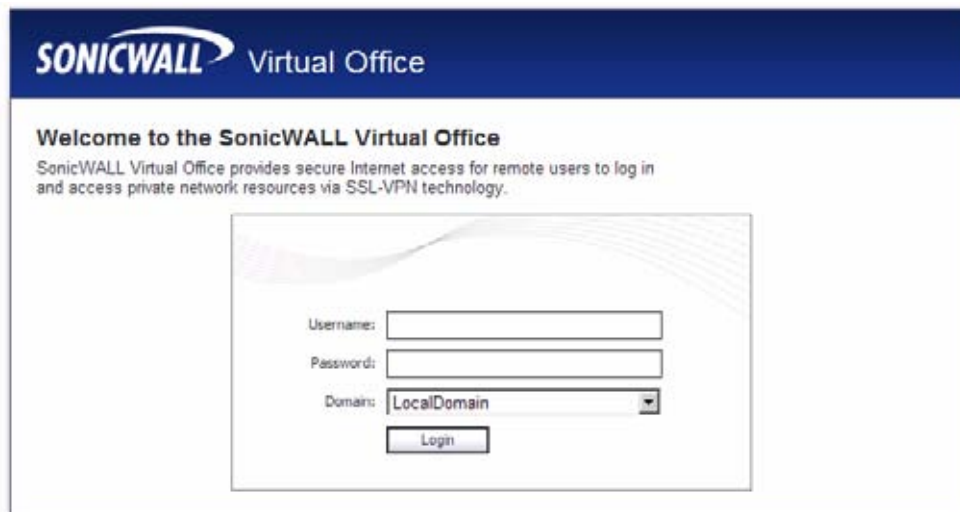 SONICWALL Virtual Office
Welcome to the SonicWALL Virtual Office
SonicWALL Virtual Office provides secure Internet access for remote users to log in
and access private network resources via SSL-VPN technology.
Username:
Password:
Domain: LocalDomain
Login